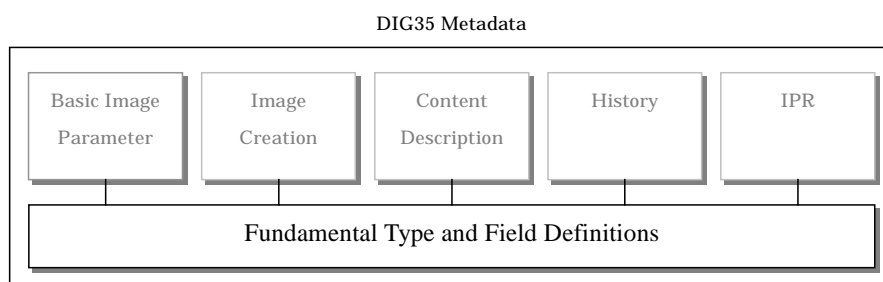 DIG35 Metadata
Basic Image
Parameter
Image
Creation
Content
Description
History
IPR
Fundamental Type and Field Definitions